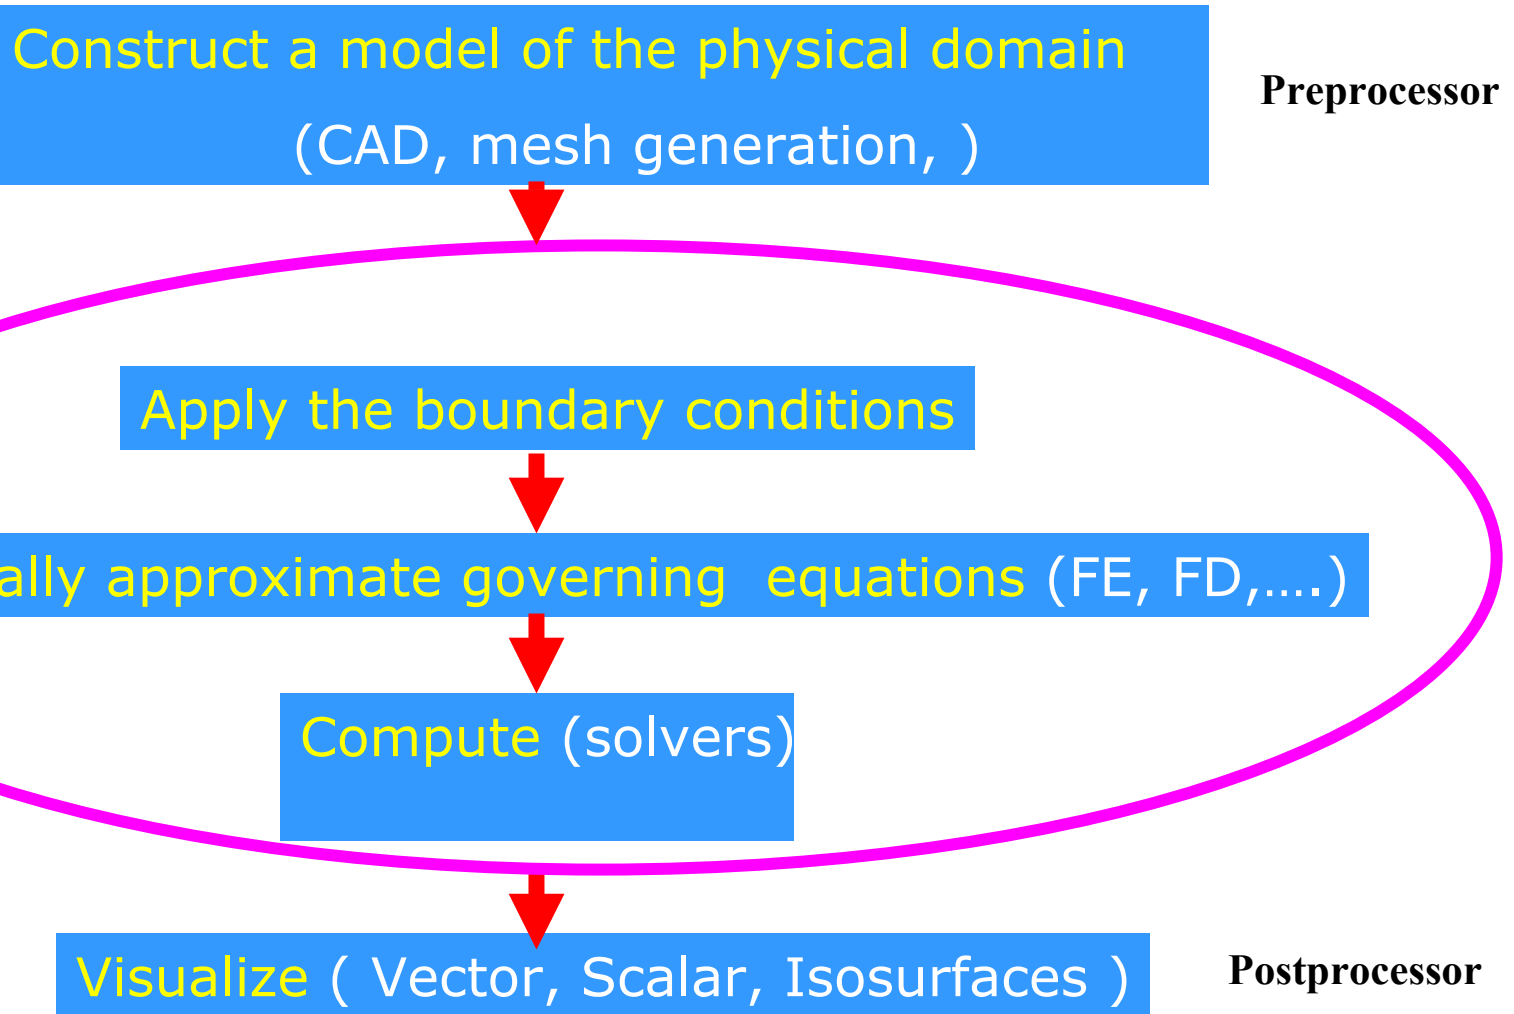 Construct a model of the physical domain
Preprocessor
(CAD, mesh generation, )
Apply the boundary conditions
ally approximate governing equations (FE, FD,….)
Compute (solvers)
Visualize ( Vector, Scalar, Isosurfaces )
Postprocessor